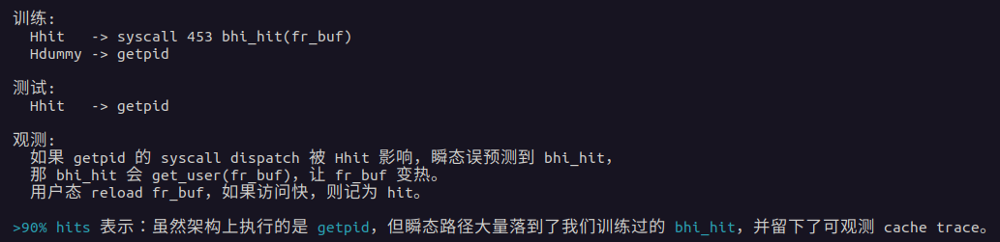 训练:
Hhit -> syscall 453 bhi_hit(fr_buf)
Hdummy -> getpid
测试:
Hhit -> getpid
观测:
如果 getpid 的 syscall dispatch 被 Hhit 影响，瞬态误预测到 bhi_hit，
那 bhi_hit 会 get_user(fr_buf)，让 fr_buf 变热。
用户态 reload fr_buf，如果访问快，则记为 hit。
>90% hits 表示：虽然架构上执行的是 getpid，但瞬态路径大量落到了我们训练过的 bhi_hit，并留下了可观测 cache trace。